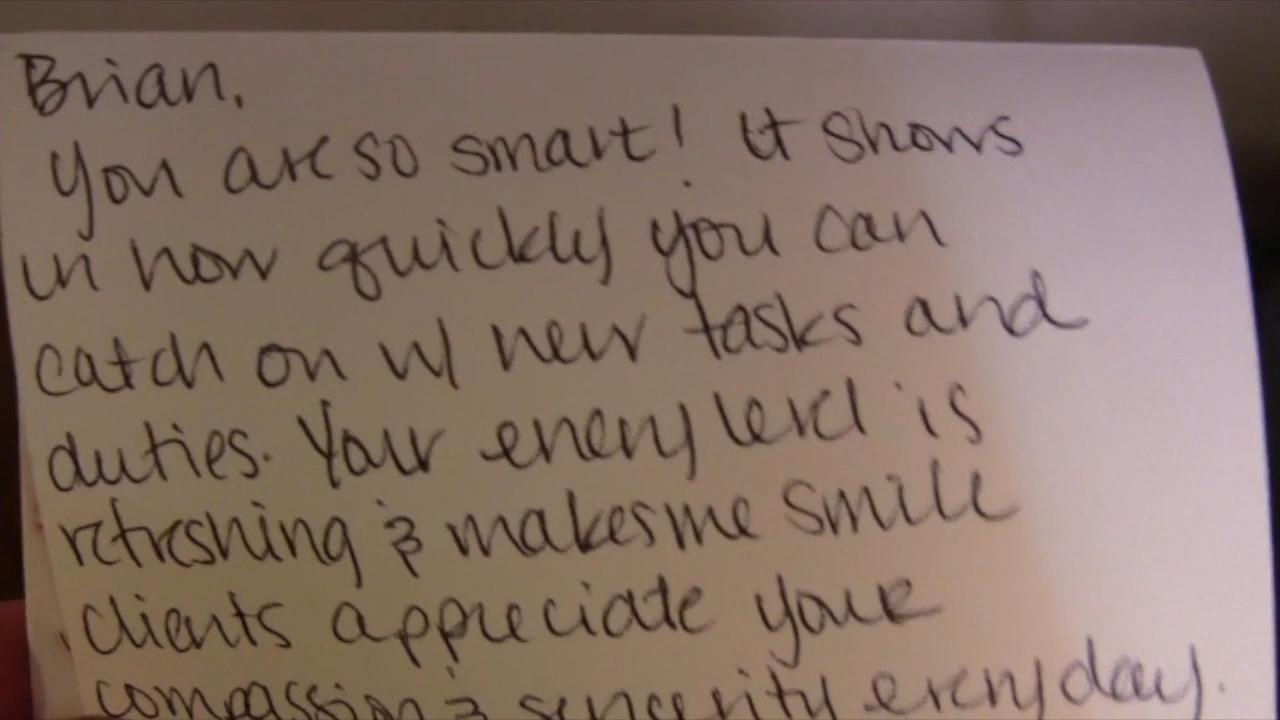 Brian,
You are so smart! It shows
in how quickly you can
catch on w/ new tasks and
duties. Your enery level is
refreshing & makes me smile
clients appreciate your
compassion & sincerity everyday.